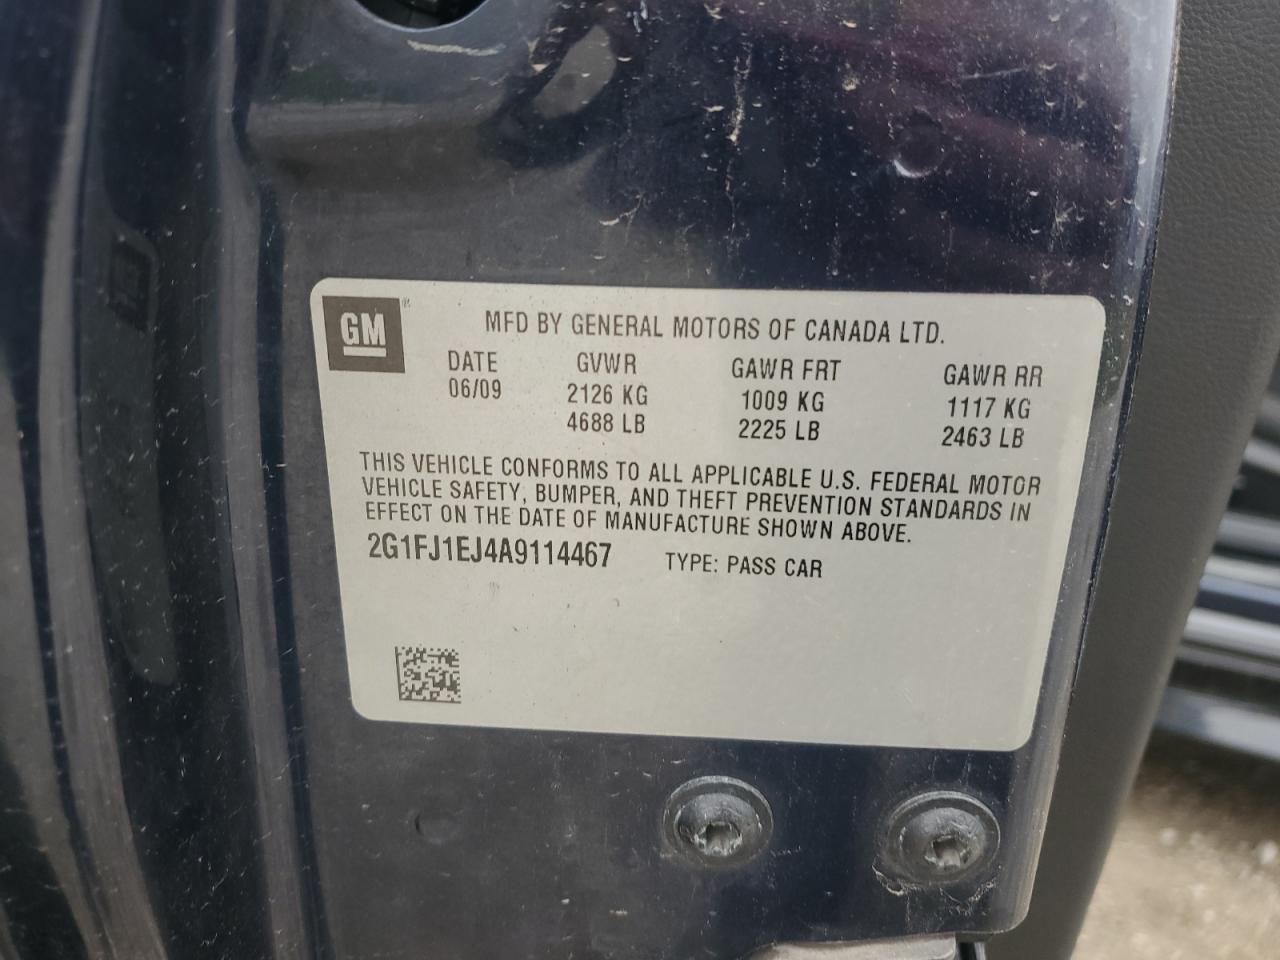 GM ®
MFD BY GENERAL MOTORS OF CANADA LTD.
DATE GVWR GAWR FRT GAWR RR
06/09 2126 KG 1009 KG 1117 KG
4688 LB 2225 LB 2463 LB
THIS VEHICLE CONFORMS TO ALL APPLICABLE U.S. FEDERAL MOTOR
VEHICLE SAFETY, BUMPER, AND THEFT PREVENTION STANDARDS IN
EFFECT ON THE DATE OF MANUFACTURE SHOWN ABOVE.
2G1FJ1EJ4A9114467 TYPE: PASS CAR